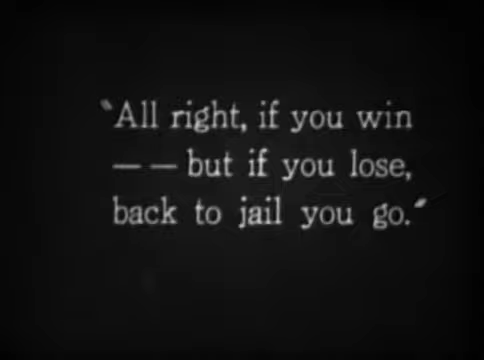 "All right, if you win
— — but if you lose,
back to jail you go."